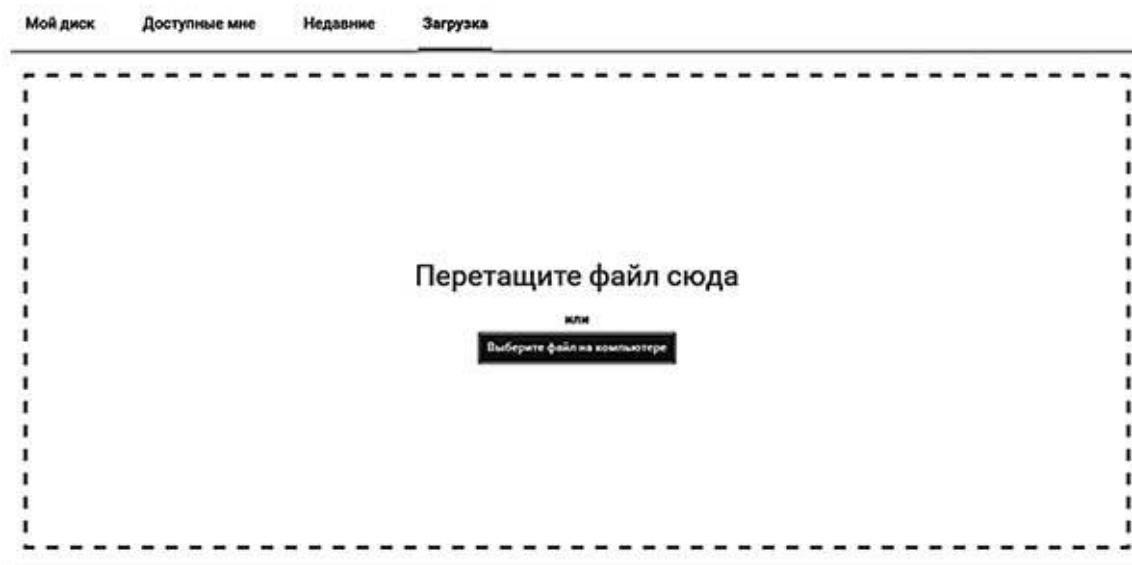 Мой диск Доступные мне Недавние Загрузка
Перетащите файл сюда
или
Выберите файл на компьютере